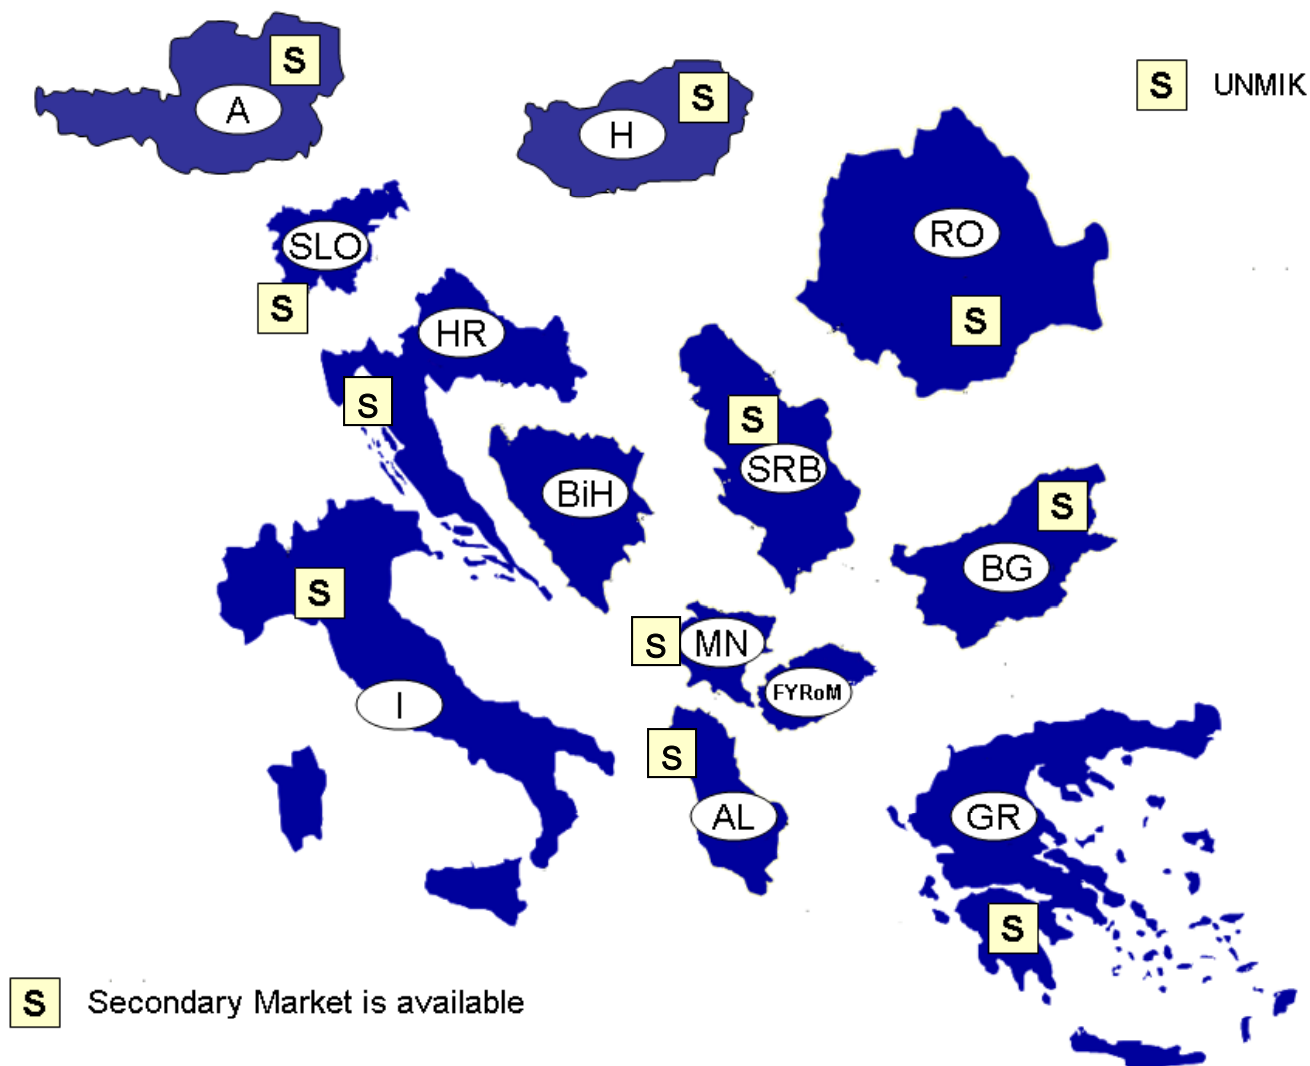 S
A
S
H
S UNMIK
RO
S
SLO
S
HR
S
S
SRB
BiH
S
BG
S
I
S MN
FYRoM
S
AL
GR
S
S Secondary Market is available